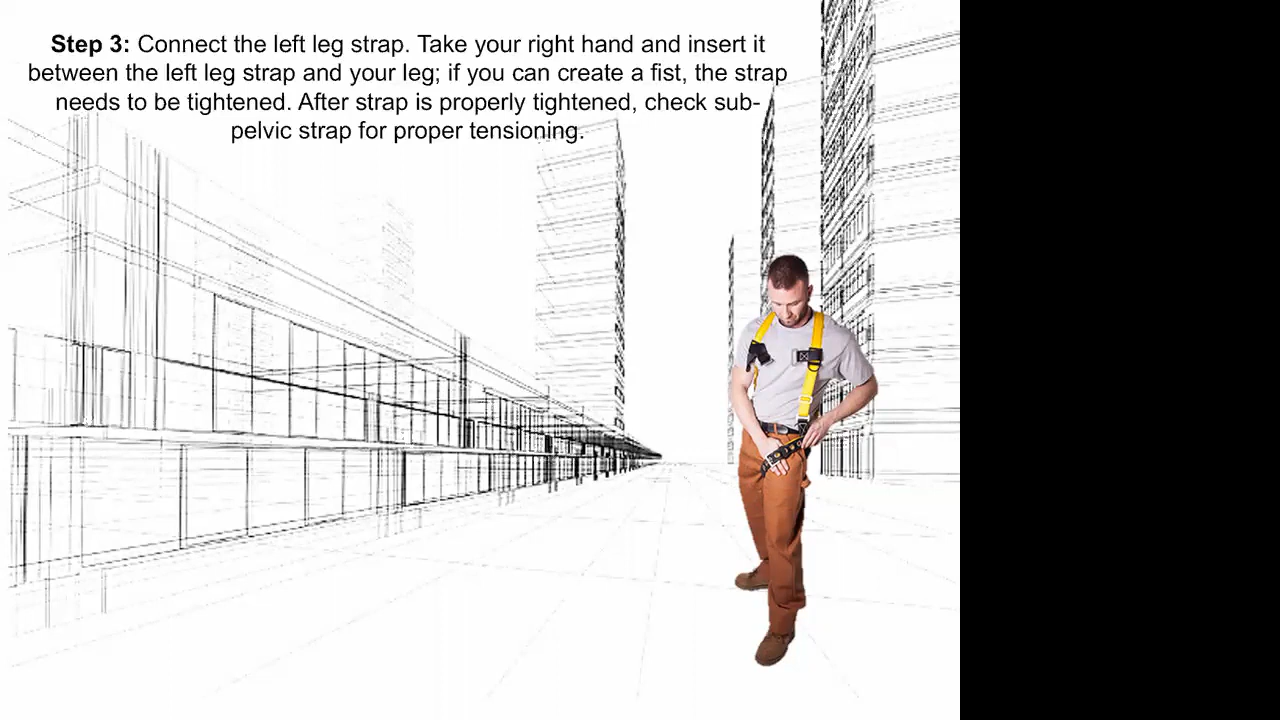 Step 3: Connect the left leg strap. Take your right hand and insert it
between the left leg strap and your leg; if you can create a fist, the strap
needs to be tightened. After strap is properly tightened, check sub-
pelvic strap for proper tensioning.